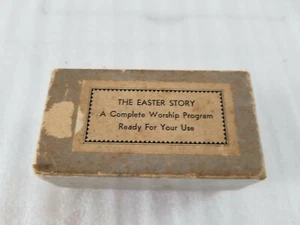 THE EASTER STORY
A Complete Worship Program
Ready For Your Use